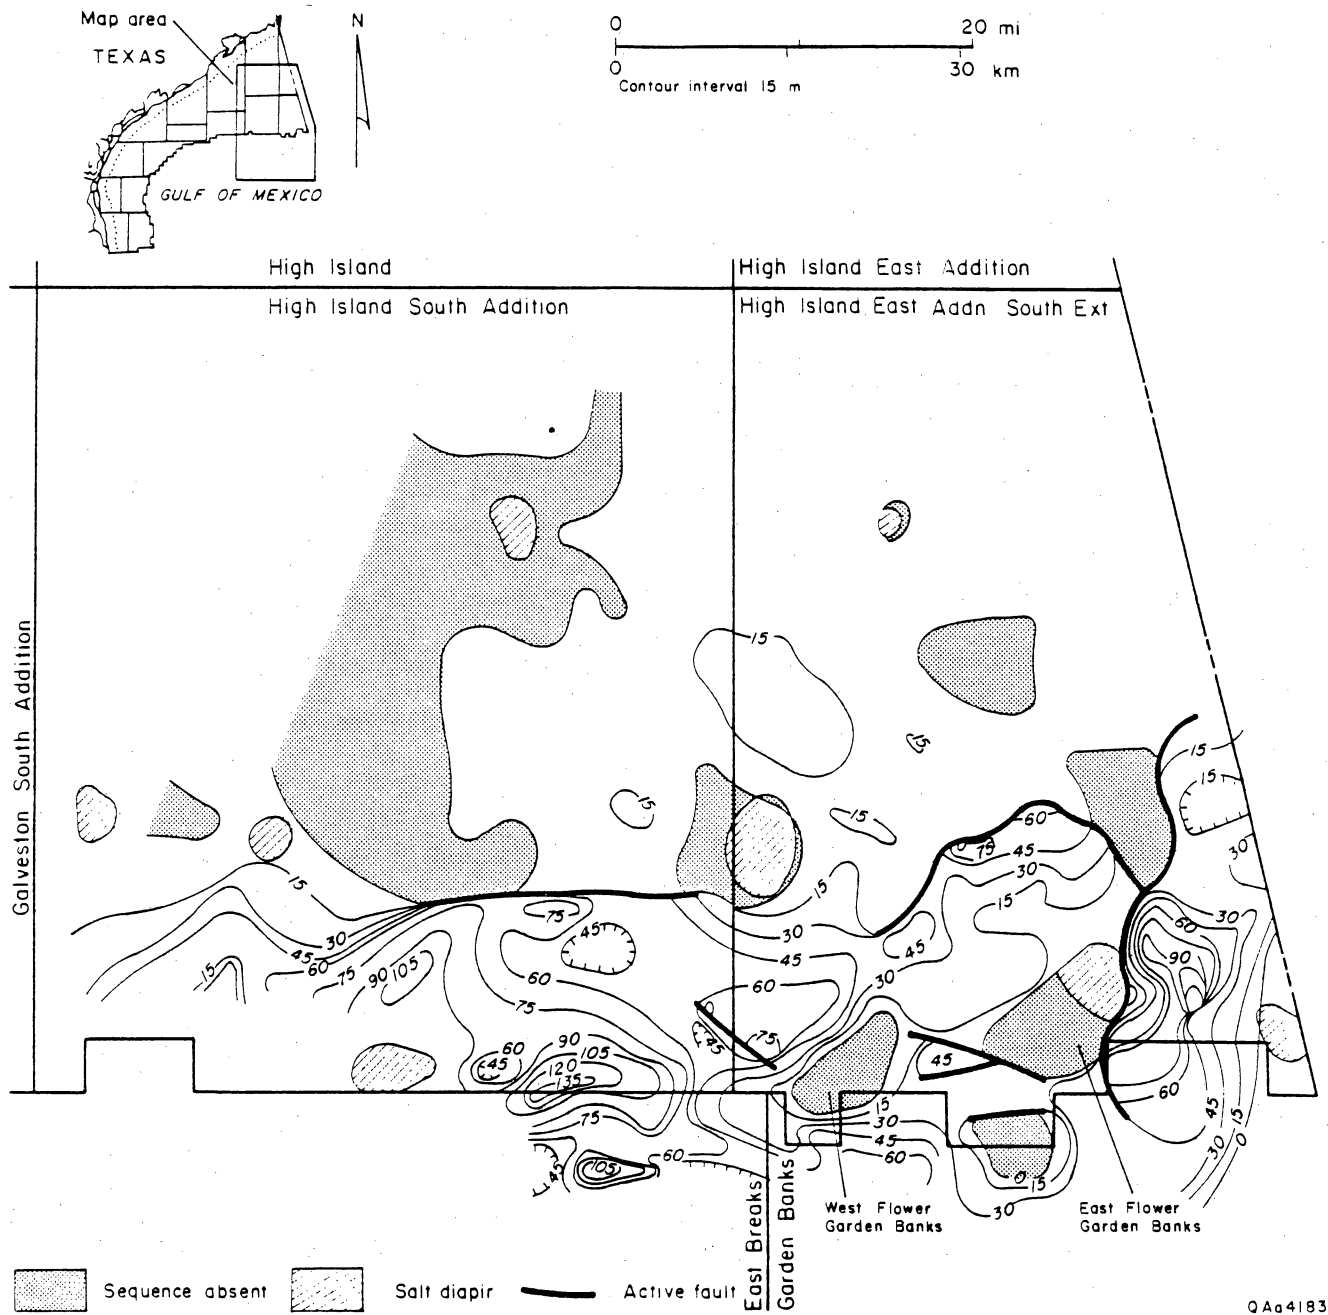 Map area
TEXAS
N
GULF OF MEXICO
0 20 mi
0 30 km
Contour interval 15 m
High Island
High Island East Addition
High Island South Addition
High Island East Addn South Ext
Galveston South Addition
15
15
15
15
15
60
75
45
30
15
15
15
30
15
30
45
60
75
90
105
15
75
45
60
75
15
30
45
60
30
45
0
45
75
30
60
90
60
45
90
105
120
135
75
60
45
105
60
45
15
30
45
60
0
15
30
60
45
30
15
0
West Flower
Garden Banks
East Flower
Garden Banks
East Breaks
Garden Banks
Sequence absent
Salt diapir
Active fault
QAa4183